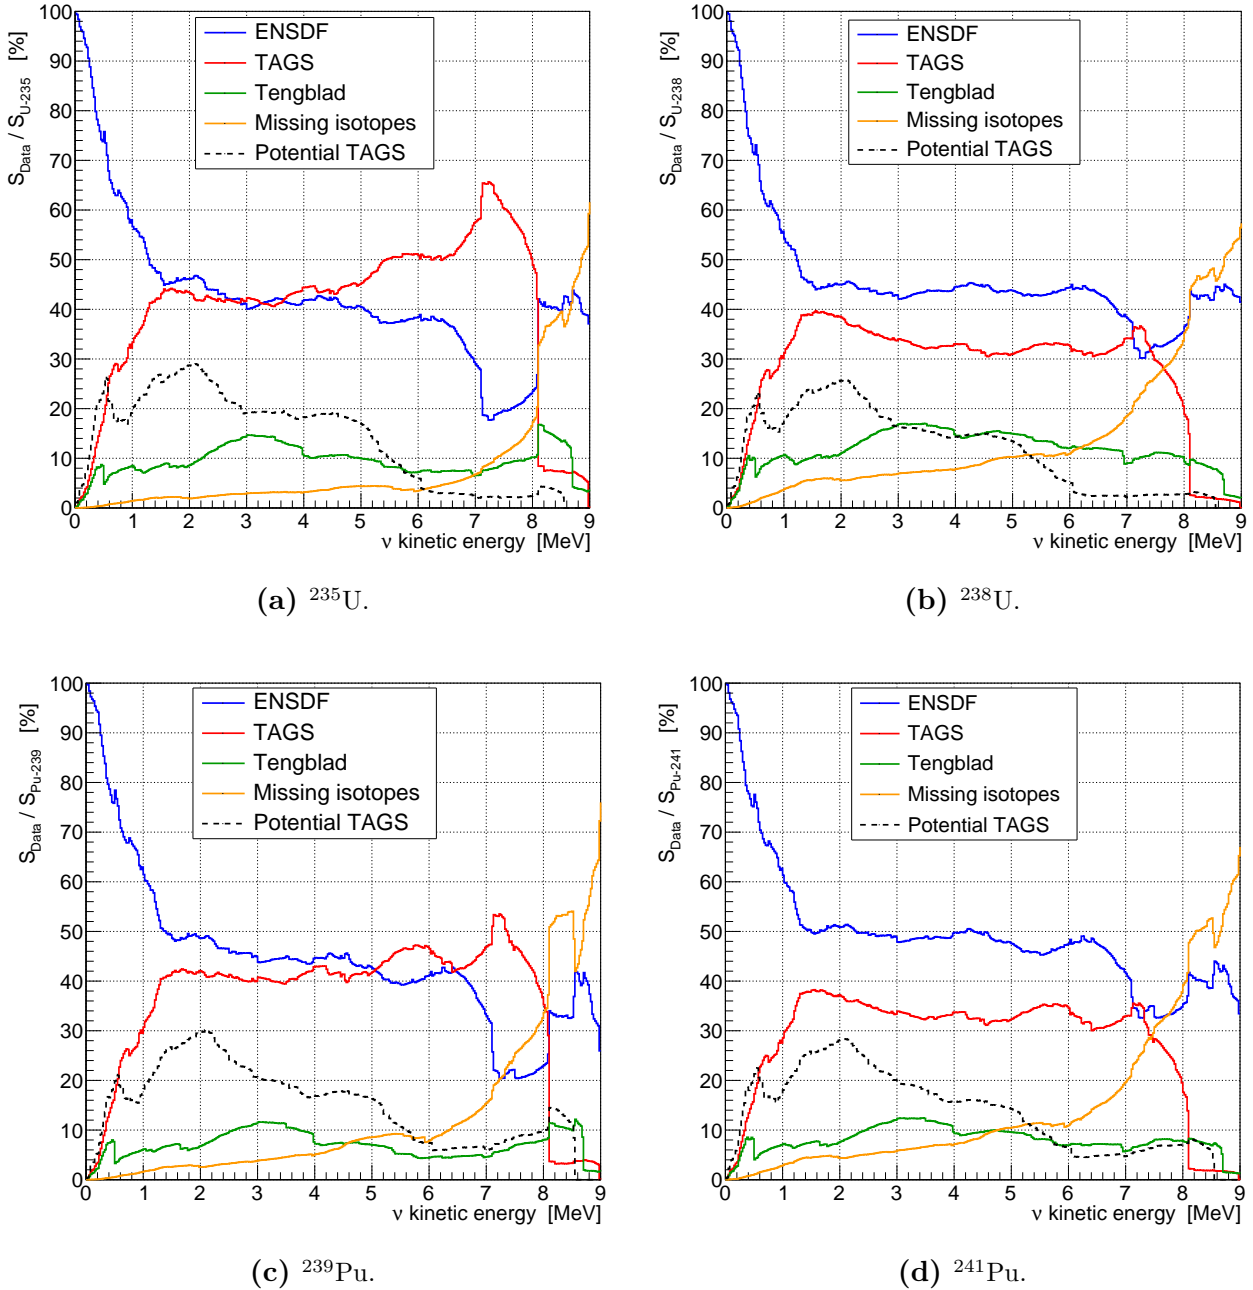 S_Data / S_U-235 [%]
100
90
80
70
60
50
40
30
20
10
0
ENSDF
TAGS
Tengblad
Missing isotopes
Potential TAGS
0 1 2 3 4 5 6 7 8 9
ν kinetic energy [MeV]
(a) ²³⁵U.
S_Data / S_U-238 [%]
100
90
80
70
60
50
40
30
20
10
0
ENSDF
TAGS
Tengblad
Missing isotopes
Potential TAGS
0 1 2 3 4 5 6 7 8 9
ν kinetic energy [MeV]
(b) ²³⁸U.
S_Data / S_Pu-239 [%]
100
90
80
70
60
50
40
30
20
10
0
ENSDF
TAGS
Tengblad
Missing isotopes
Potential TAGS
0 1 2 3 4 5 6 7 8 9
ν kinetic energy [MeV]
(c) ²³⁹Pu.
S_Data / S_Pu-241 [%]
100
90
80
70
60
50
40
30
20
10
0
ENSDF
TAGS
Tengblad
Missing isotopes
Potential TAGS
0 1 2 3 4 5 6 7 8 9
ν kinetic energy [MeV]
(d) ²⁴¹Pu.